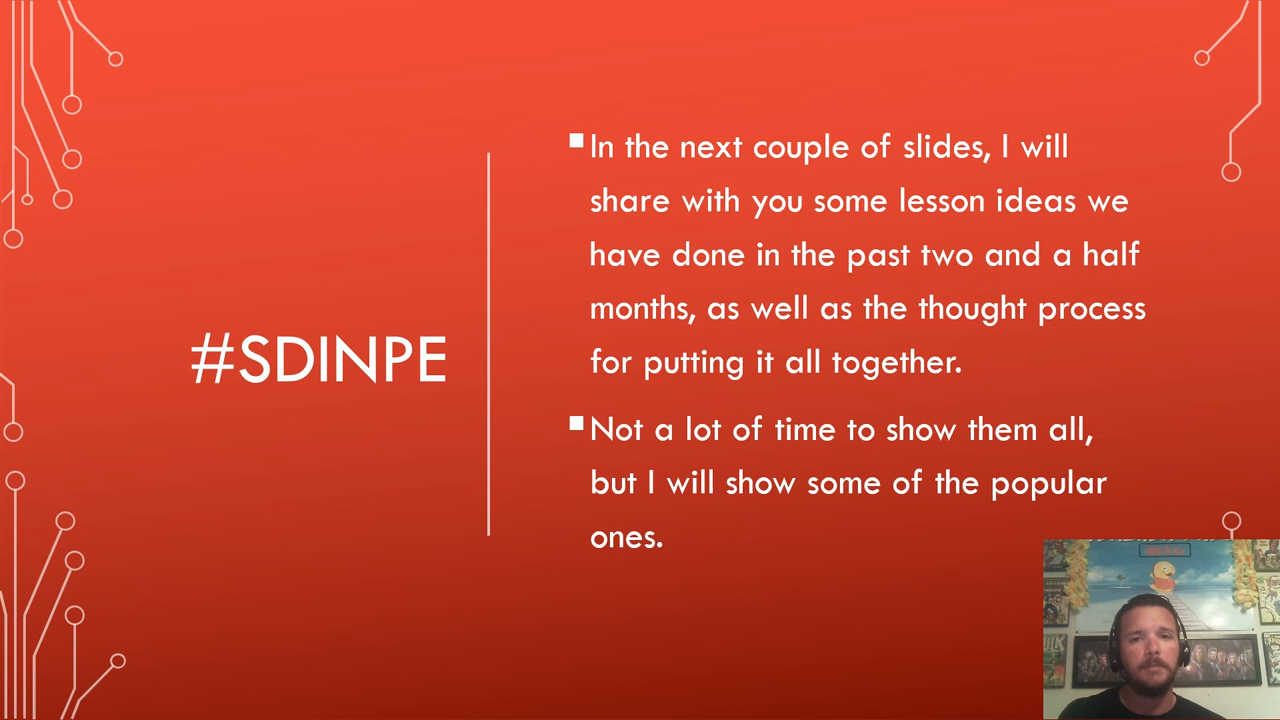 #SDINPE
In the next couple of slides, I will
share with you some lesson ideas we
have done in the past two and a half
months, as well as the thought process
for putting it all together.
Not a lot of time to show them all,
but I will show some of the popular
ones.